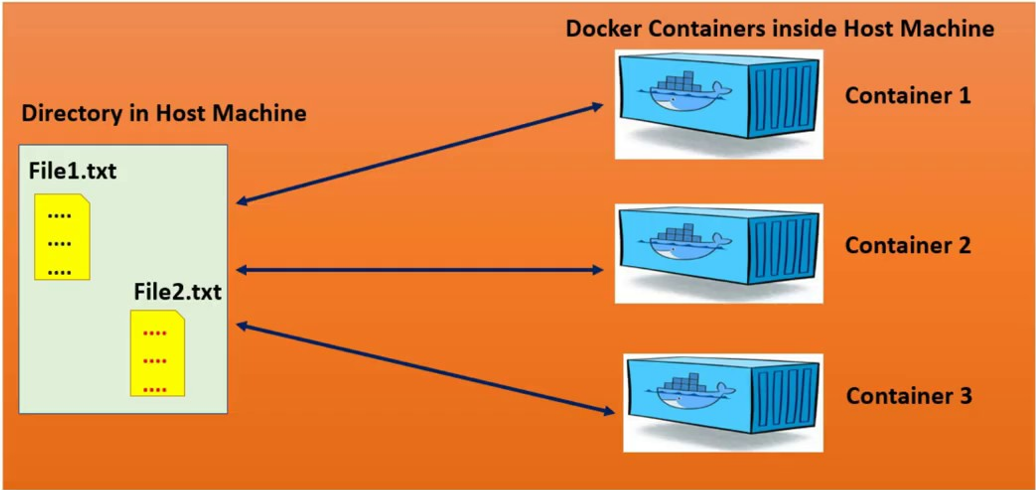 Docker Containers inside Host Machine
Container 1
Directory in Host Machine
File1.txt
....
....
....
Container 2
File2.txt
....
....
....
Container 3